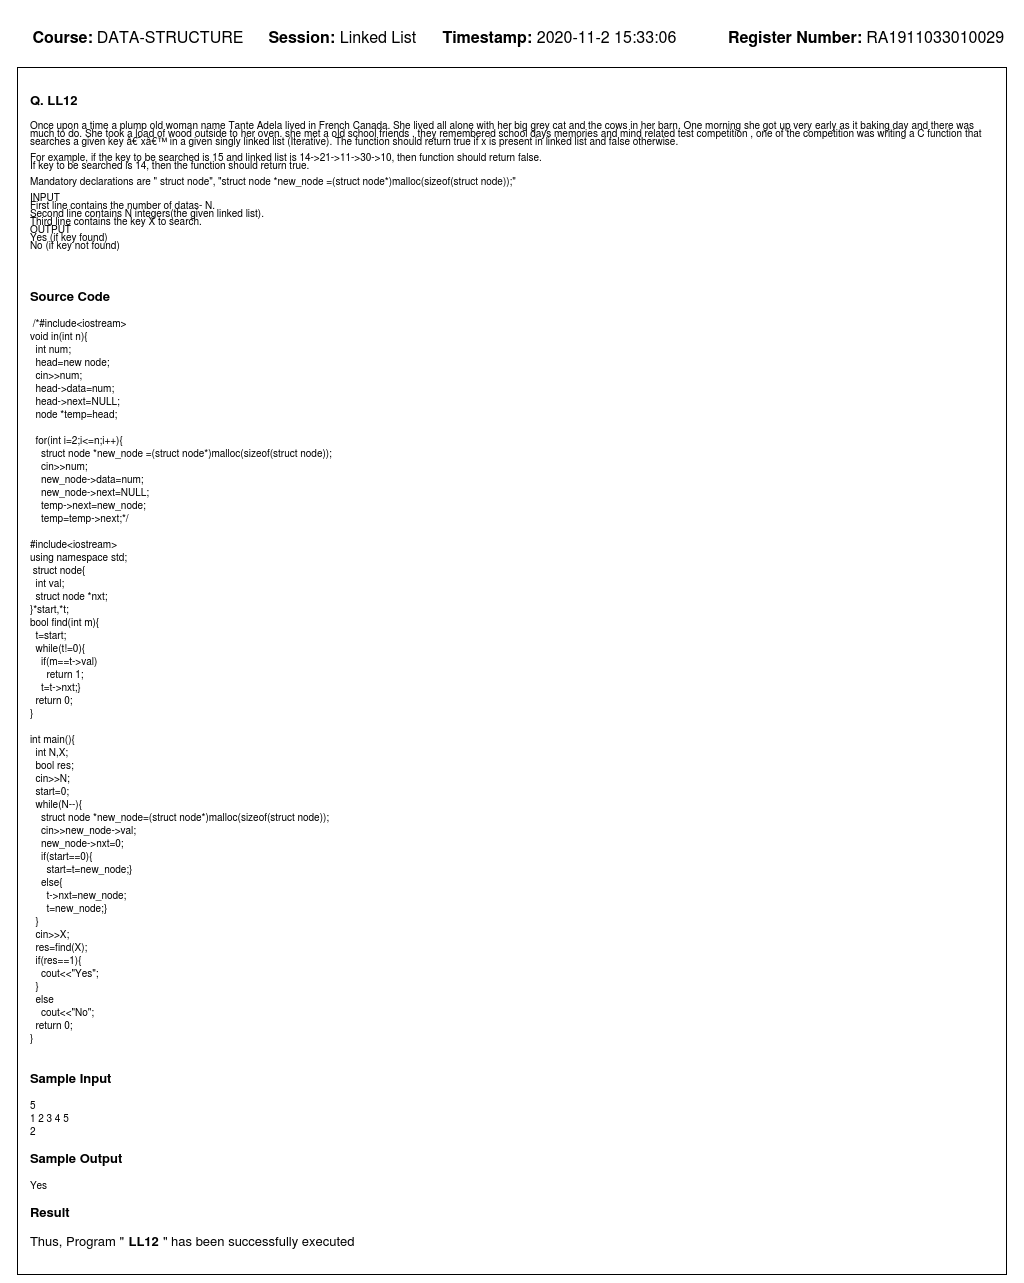 Course: DATA-STRUCTURE Session: Linked List Timestamp: 2020-11-2 15:33:06 Register Number: RA1911033010029
Q. LL12
Once upon a time a plump old woman name Tante Adela lived in French Canada. She lived all alone with her big grey cat and the cows in her barn. One morning she got up very early as it baking day and there was
much to do. She took a load of wood outside to her oven. she met a old school friends , they remembered school days memories and mind related test competition , one of the competition was writing a C function that
searches a given key â€˜xâ€™ in a given singly linked list (Iterative). The function should return true if x is present in linked list and false otherwise.
For example, if the key to be searched is 15 and linked list is 14->21->11->30->10, then function should return false.
If key to be searched is 14, then the function should return true.
Mandatory declarations are " struct node", "struct node *new_node =(struct node*)malloc(sizeof(struct node));"
INPUT
First line contains the number of datas- N.
Second line contains N integers(the given linked list).
Third line contains the key X to search.
OUTPUT
Yes (if key found)
No (if key not found)
Source Code
/*#include<iostream>
void in(int n){
int num;
head=new node;
cin>>num;
head->data=num;
head->next=NULL;
node *temp=head;
for(int i=2;i<=n;i++){
struct node *new_node =(struct node*)malloc(sizeof(struct node));
cin>>num;
new_node->data=num;
new_node->next=NULL;
temp->next=new_node;
temp=temp->next;*/
#include<iostream>
using namespace std;
struct node{
int val;
struct node *nxt;
}*start,*t;
bool find(int m){
t=start;
while(t!=0){
if(m==t->val)
return 1;
t=t->nxt;}
return 0;
}
int main(){
int N,X;
bool res;
cin>>N;
start=0;
while(N--){
struct node *new_node=(struct node*)malloc(sizeof(struct node));
cin>>new_node->val;
new_node->nxt=0;
if(start==0){
start=t=new_node;}
else{
t->nxt=new_node;
t=new_node;}
}
cin>>X;
res=find(X);
if(res==1){
cout<<"Yes";
}
else
cout<<"No";
return 0;
}
Sample Input
5
1 2 3 4 5
2
Sample Output
Yes
Result
Thus, Program " LL12 " has been successfully executed